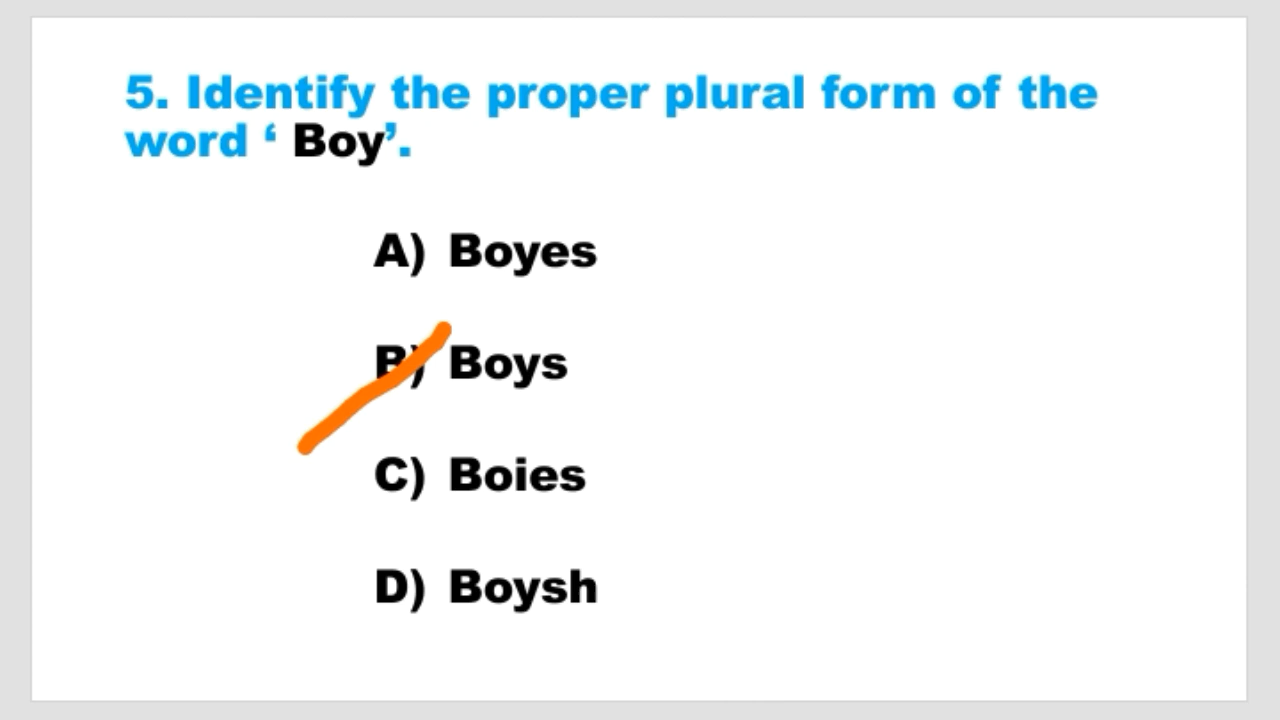 5. Identify the proper plural form of the
word ‘ Boy’.
A) Boyes
B) Boys
C) Boies
D) Boysh